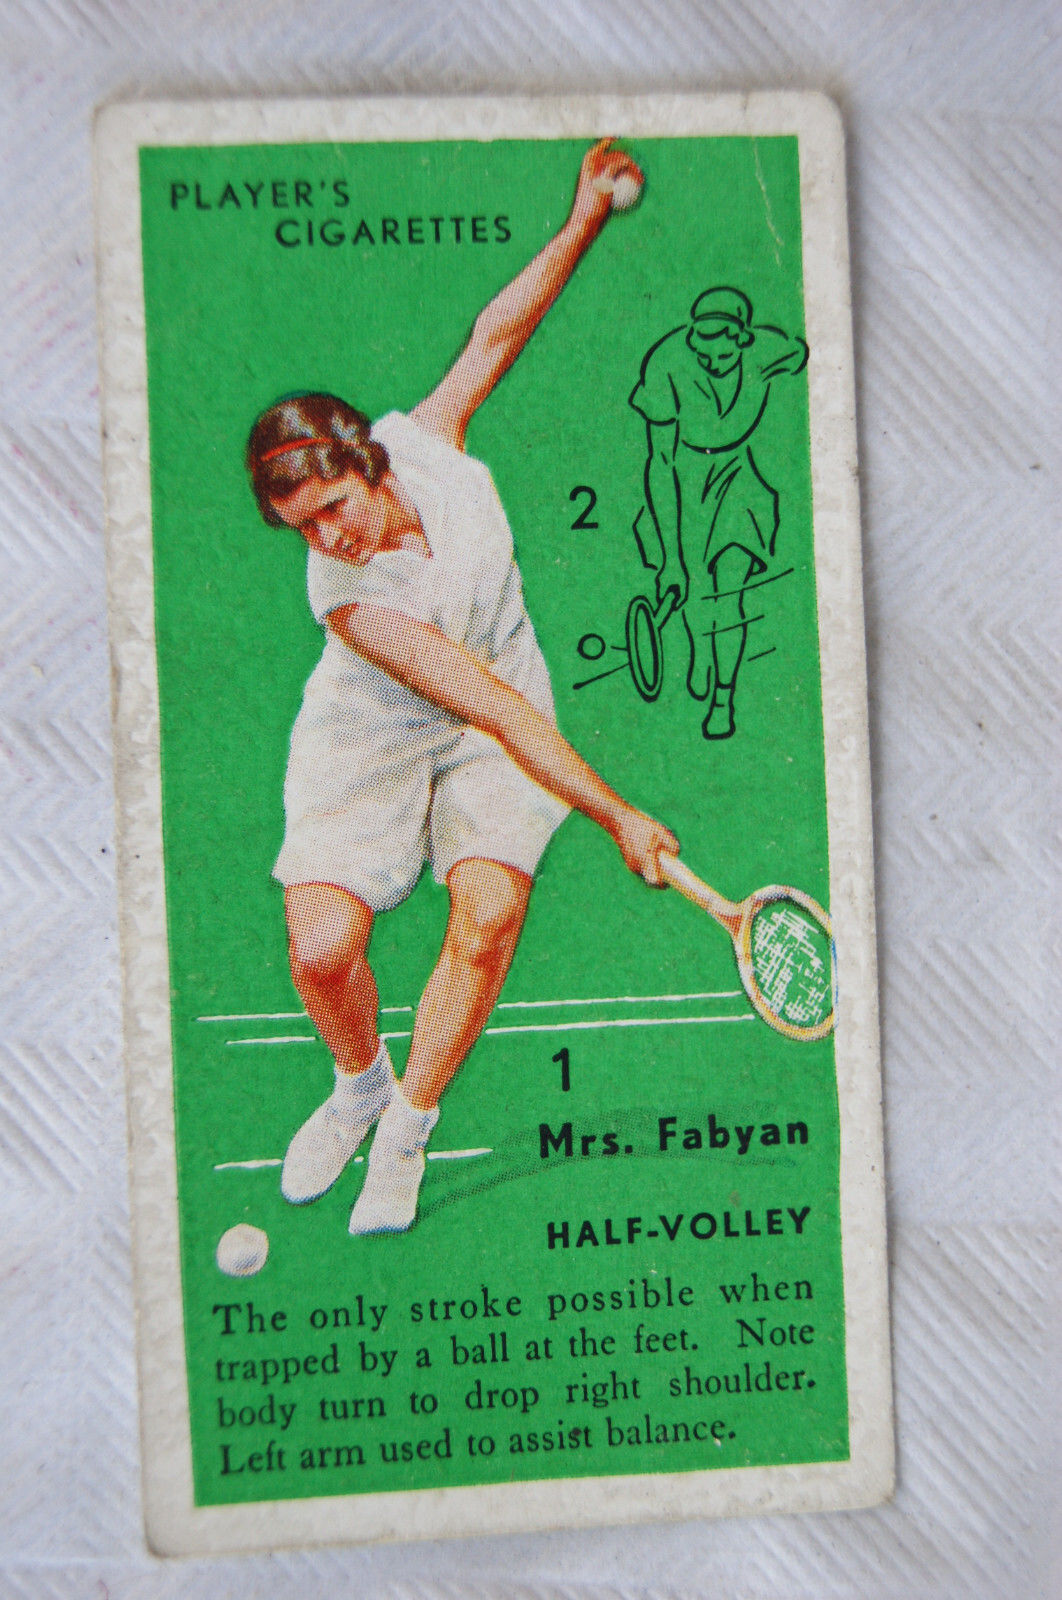 PLAYER'S
CIGARETTES
2
1
Mrs. Fabyan
HALF-VOLLEY
The only stroke possible when
trapped by a ball at the feet. Note
body turn to drop right shoulder.
Left arm used to assist balance.